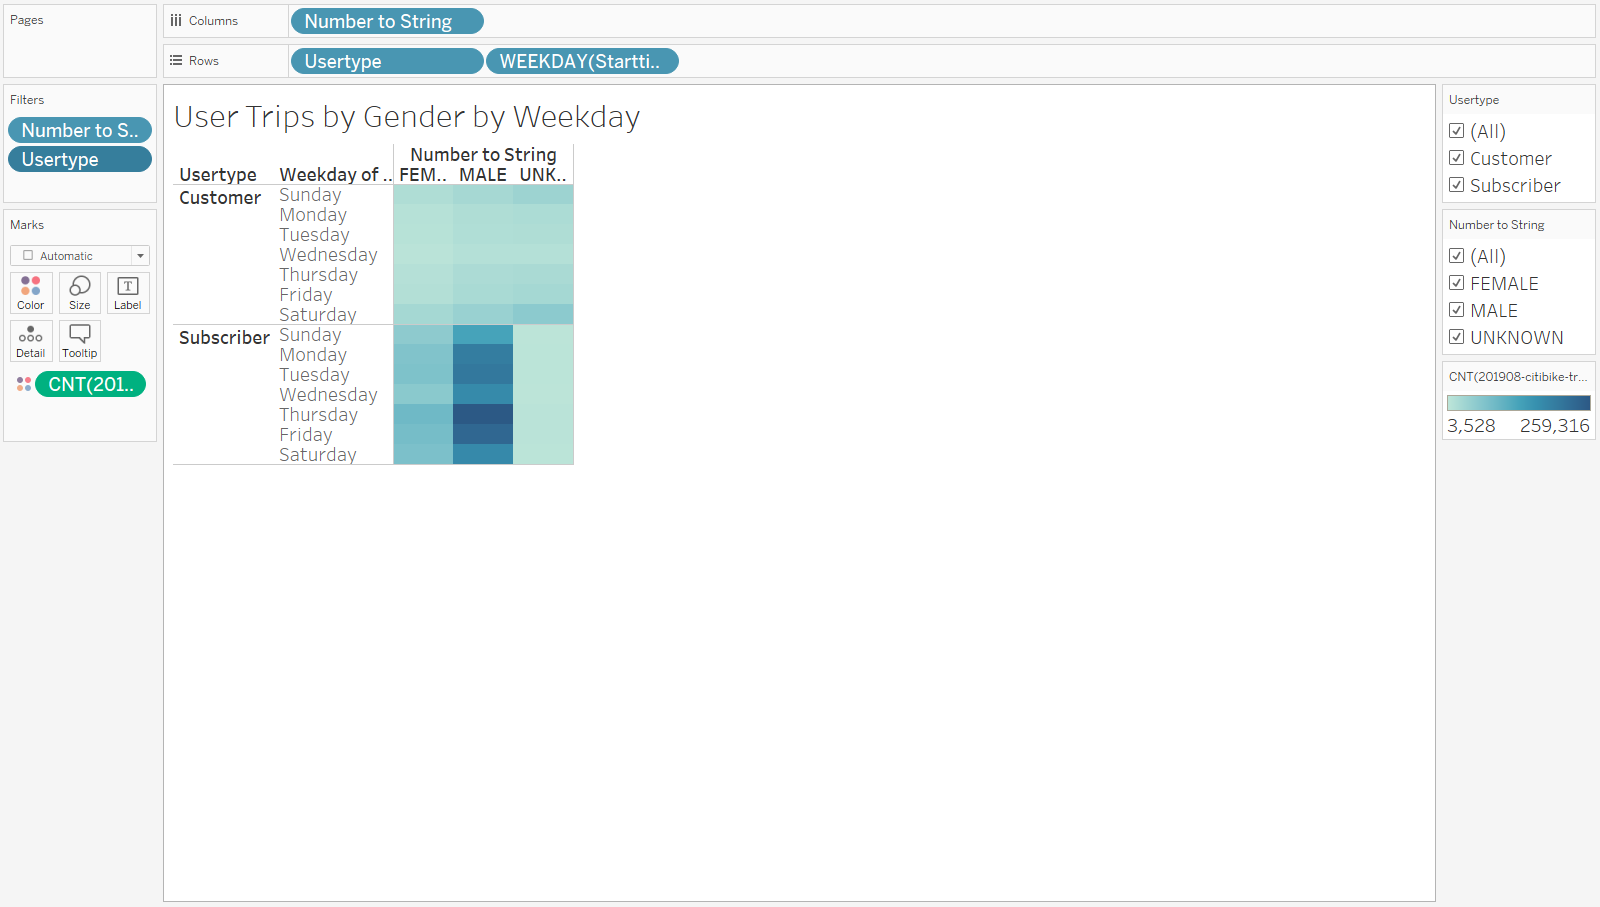 Pages
Columns
Number to String
Rows
Usertype
WEEKDAY(Startti..
Filters
Number to S..
Usertype
Marks
Automatic
Color
Size
Label
Detail
Tooltip
CNT(201..
User Trips by Gender by Weekday
Number to String
Usertype Weekday of .. FEM.. MALE UNK..
Customer Sunday
Monday
Tuesday
Wednesday
Thursday
Friday
Saturday
Subscriber Sunday
Monday
Tuesday
Wednesday
Thursday
Friday
Saturday
Usertype
(All)
Customer
Subscriber
Number to String
(All)
FEMALE
MALE
UNKNOWN
CNT(201908-citibike-tr...
3,528 259,316